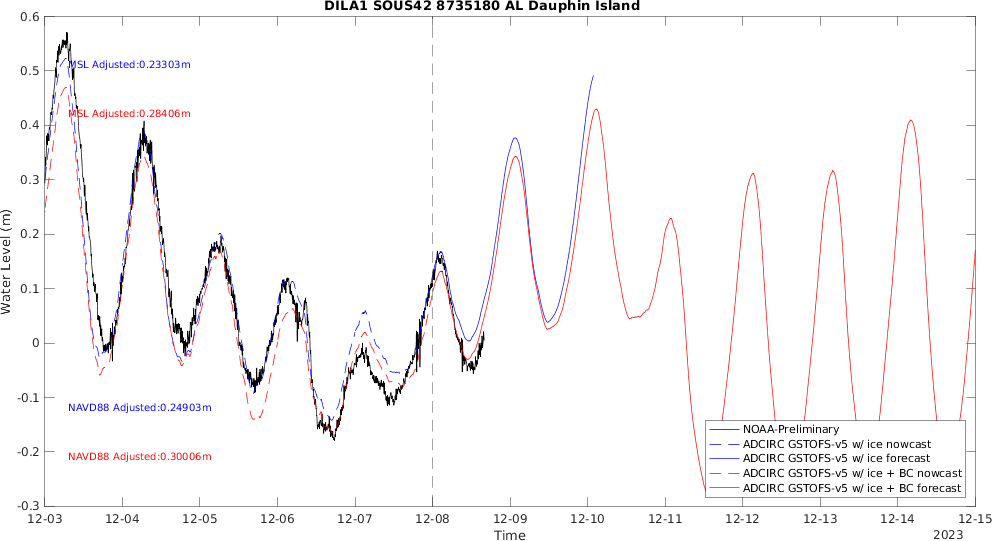 DILA1 SOUS42 8735180 AL Dauphin Island
Water Level (m)
0.6
0.5
0.4
0.3
0.2
0.1
0
-0.1
-0.2
-0.3
MSL Adjusted:0.23303m
MSL Adjusted:0.28406m
NAVD88 Adjusted:0.24903m
NAVD88 Adjusted:0.30006m
NOAA-Preliminary
ADCIRC GSTOFS-v5 w/ ice nowcast
ADCIRC GSTOFS-v5 w/ ice forecast
ADCIRC GSTOFS-v5 w/ ice + BC nowcast
ADCIRC GSTOFS-v5 w/ ice + BC forecast
12-03 12-04 12-05 12-06 12-07 12-08 12-09 12-10 12-11 12-12 12-13 12-14 12-15
Time
2023